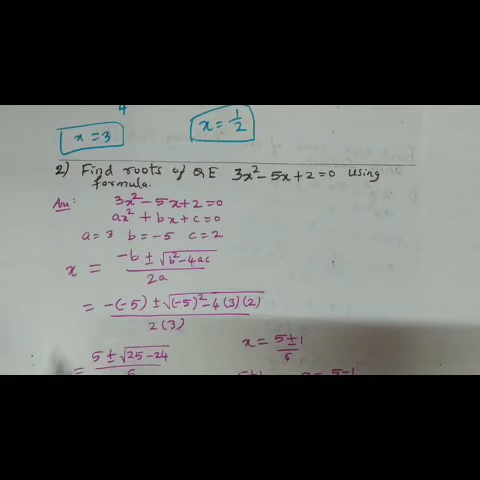 4
x = 3
x = 1/2
2) Find roots of QE 3x² - 5x + 2 = 0 using
formula.
Ans: 3x² - 5x + 2 = 0
ax² + bx + c = 0
a = 3 b = -5 c = 2
x = -b ± √b² - 4ac / 2a
= -(-5) ± √(-5)² - 4(3)(2) / 2(3)
= 5 ± √25 - 24 / 6
x = 5 ± 1 / 6